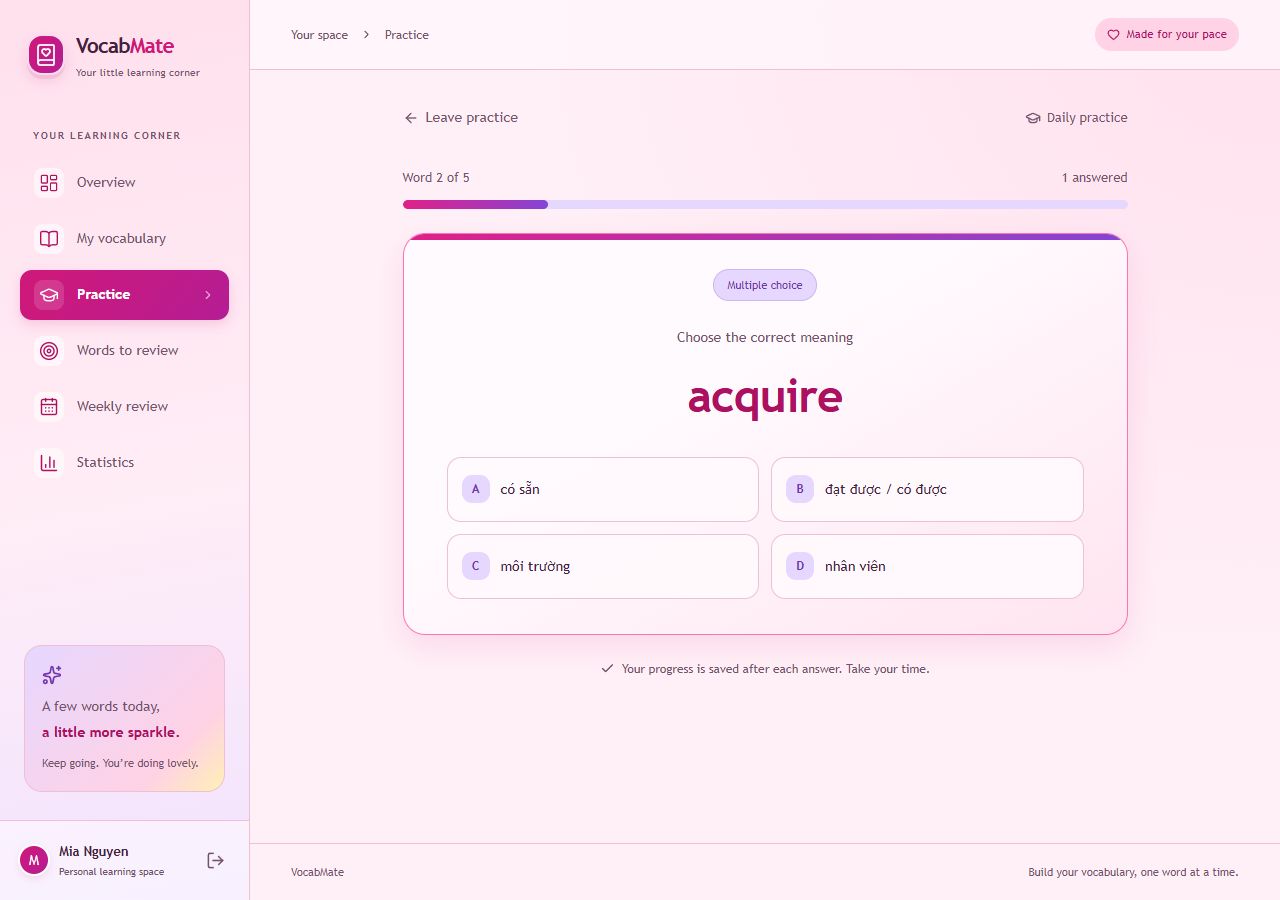 VocabMate
Your little learning corner
YOUR LEARNING CORNER
Overview
My vocabulary
Practice
Words to review
Weekly review
Statistics
A few words today,
a little more sparkle.
Keep going. You're doing lovely.
M
Mia Nguyen
Personal learning space
Your space > Practice
Made for your pace
Leave practice
Daily practice
Word 2 of 5
1 answered
Multiple choice
Choose the correct meaning
acquire
A có sẵn
B đạt được / có được
C môi trường
D nhân viên
Your progress is saved after each answer. Take your time.
VocabMate
Build your vocabulary, one word at a time.